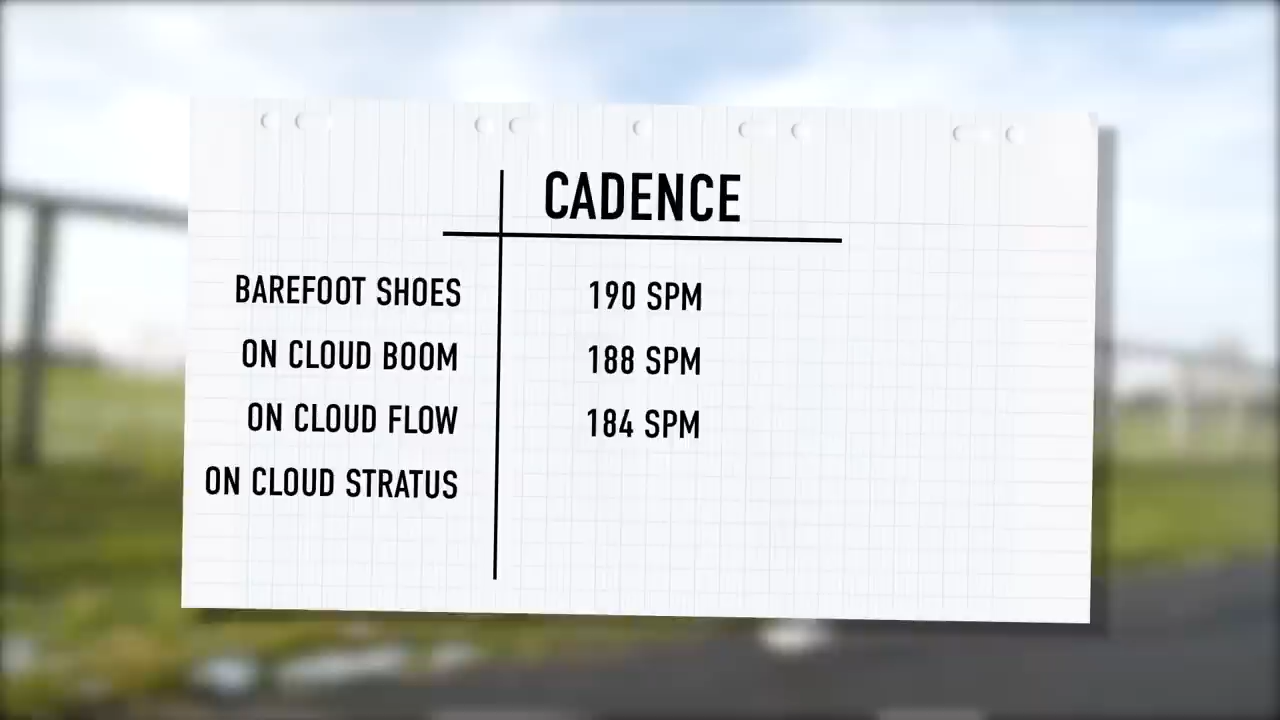 CADENCE
BAREFOOT SHOES 190 SPM
ON CLOUD BOOM 188 SPM
ON CLOUD FLOW 184 SPM
ON CLOUD STRATUS